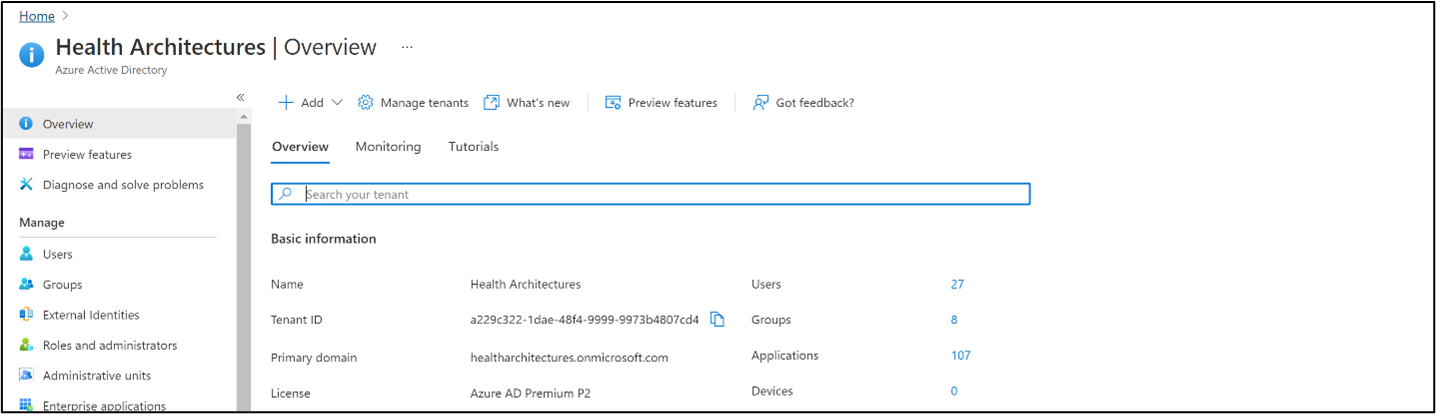 Home >
Health Architectures | Overview ...
Azure Active Directory
«
Overview
Preview features
Diagnose and solve problems
Manage
Users
Groups
External Identities
Roles and administrators
Administrative units
Enterprise applications
Add Manage tenants What's new Preview features Got feedback?
Overview Monitoring Tutorials
Search your tenant
Basic information
Name Health Architectures Users 27
Tenant ID a229c322-1dae-48f4-9999-9973b4807cd4 Groups 8
Primary domain healtharchitectures.onmicrosoft.com Applications 107
License Azure AD Premium P2 Devices 0